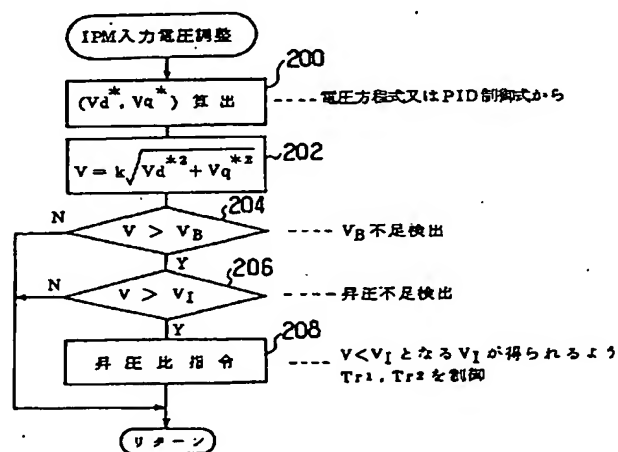 IPM入力電圧調整
200
(Vd*, Vq*) 算出 ---- 電圧方程式又はPID制御式から
202
V = k√Vd*2 + Vq*2
204
N V > VB ---- VB不足検出
Y
206
N V > VI ---- 昇圧不足検出
Y
208
昇圧比指令 ---- V<VIとなるVIが得られるよう
Tr1, Tr2を制御
リターン